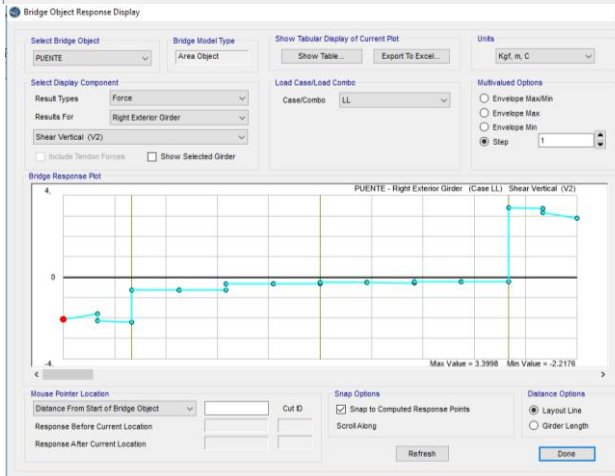 Bridge Object Response Display
Select Bridge Object
PUENTE
Bridge Model Type
Area Object
Show Tabular Display of Current Plot
Show Table...
Export To Excel...
Units
Kgf, m, C
Select Display Component
Result Types
Force
Results For
Right Exterior Girder
Shear Vertical (V2)
Include Tendon Forces
Show Selected Girder
Load Case/Load Combo
Case/Combo
LL
Multivalued Options
Envelope Max/Min
Envelope Max
Envelope Min
Step
1
Bridge Response Plot
4,
PUENTE - Right Exterior Girder (Case LL) Shear Vertical (V2)
0
-4,
Max Value = 3.3998 Min Value = -2.2176
Mouse Pointer Location
Distance From Start of Bridge Object
Cut ID
Response Before Current Location
Response After Current Location
Snap Options
Snap to Computed Response Points
Scroll Along
Distance Options
Layout Line
Girder Length
Refresh
Done